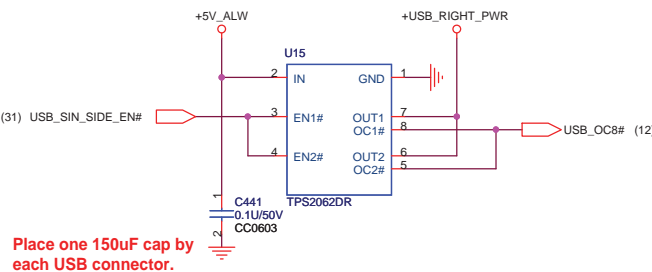 +5V_ALW
+USB_RIGHT_PWR
U15
2 IN GND 1
(31) USB_SIN_SIDE_EN# 3 EN1# OUT1 7
OC1# 8 USB_OC8# (12)
4 EN2# OUT2 6
OC2# 5
TPS2062DR
1
C441
0.1U/50V
2 CC0603
Place one 150uF cap by
each USB connector.